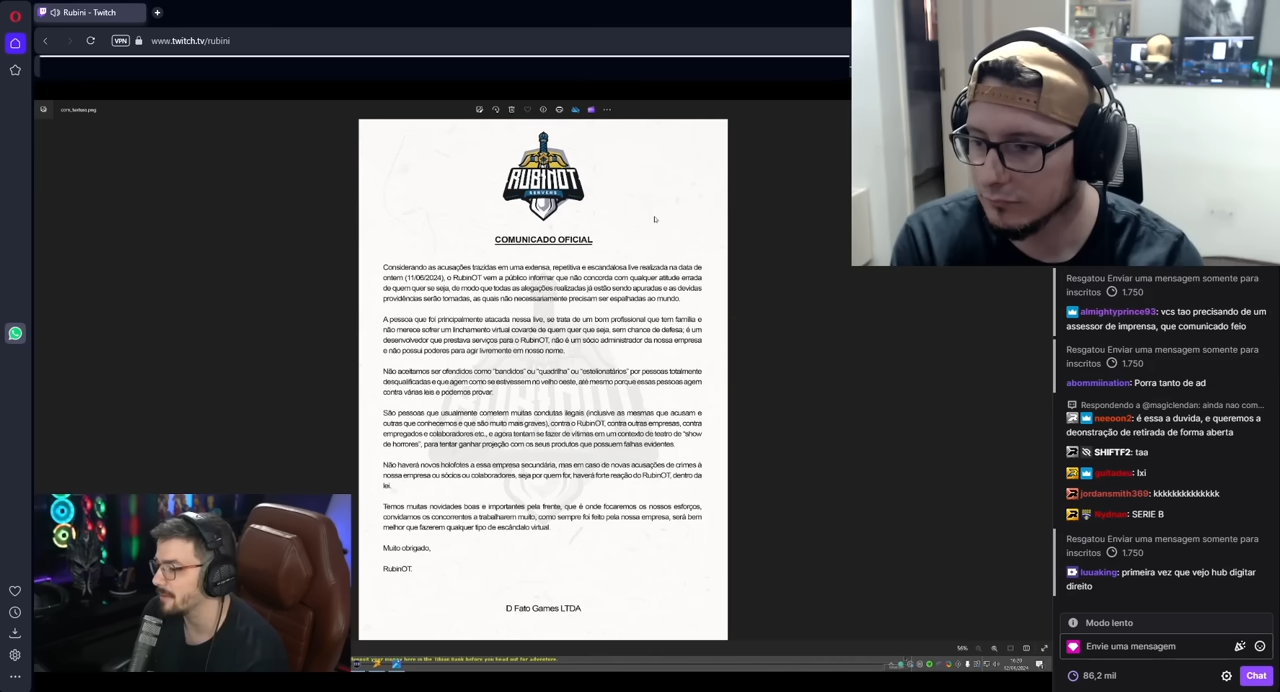 Rubini - Twitch
VPN
www.twitch.tv/rubini
RUBINOT
SERVERS
COMUNICADO OFICIAL
Considerando as acusações trazidas em uma extensa, repetitiva e escandalosa live realizada na data de
ontem (11/06/2024), o RubinOT vem a público informar que não concorda com qualquer atitude errada
de quem quer se seja, de modo que todas as alegações realizadas já estão sendo apuradas e as devidas
providências serão tomadas, as quais não necessariamente precisam ser espalhadas ao mundo.
A pessoa que foi principalmente atacada nessa live, se trata de um bom profissional que tem família e
não merece sofrer um linchamento virtual covarde de quem quer que seja, sem chance de defesa; é um
desenvolvedor que prestava serviços para o RubinOT, não é um sócio administrador da nossa empresa
e não possui poderes para agir livremente em nosso nome.
Não aceitamos ser ofendidos como "bandidos" ou "quadrilha" ou "estelionatários" por pessoas totalmente
desqualificadas e que agem como se estivessem no velho oeste, até mesmo porque essas pessoas agem
contra várias leis e podemos provar.
São pessoas que usualmente cometem muitas condutas ilegais (inclusive as mesmas que acusam e
outras que conhecemos e que são muito mais graves), contra o RubinOT, contra outras empresas, contra
empregados e colaboradores etc., e agora tentam se fazer de vítimas em um contexto de teatro de "show
de horrores", para tentar ganhar projeção com os seus produtos que possuem falhas evidentes.
Não haverá novos holofotes a essa empresa secundária, mas em caso de novas acusações de crimes à
nossa empresa ou sócios ou colaboradores, seja por quem for, haverá forte reação do RubinOT, dentro da
lei.
Temos muitas novidades boas e importantes pela frente, que é onde focaremos os nossos esforços,
convidamos os concorrentes a trabalharem muito, como sempre foi feito pela nossa empresa, será bem
melhor que fazerem qualquer tipo de escândalo virtual.
Muito obrigado,
RubinOT.
D Fato Games LTDA
56%
16:20
12/06/2024
Resgatou Enviar uma mensagem somente para
inscritos 1.750
almightyprince93: vcs tao precisando de um
assessor de imprensa, que comunicado feio
Resgatou Enviar uma mensagem somente para
inscritos 1.750
abommiination: Porra tanto de ad
Respondendo a @magiclendan: ainda nao com...
neeon2: é essa a duvida, e queremos a
deonstração de retirada de forma aberta
SHIFTF2: taa
guitadeu: Ixi
jordansmith369: kkkkkkkkkkkkk
Nydnan: SERIE B
Resgatou Enviar uma mensagem somente para
inscritos 1.750
luuaking: primeira vez que vejo hub digitar
direito
Modo lento
Envie uma mensagem
86,2 mil
Chat